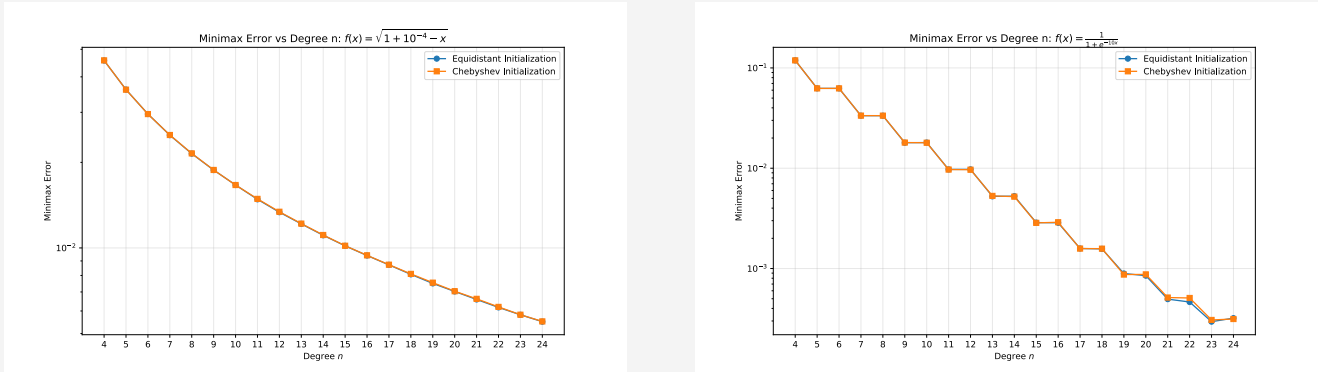 Minimax Error vs Degree n: f(x) = √(1 + 10⁻⁴ − x)
Equidistant Initialization
Chebyshev Initialization
Minimax Error
10⁻²
4 5 6 7 8 9 10 11 12 13 14 15 16 17 18 19 20 21 22 23 24
Degree n
Minimax Error vs Degree n: f(x) = 1/(1+e⁻¹⁰ˣ)
Equidistant Initialization
Chebyshev Initialization
Minimax Error
10⁻¹
10⁻²
10⁻³
4 5 6 7 8 9 10 11 12 13 14 15 16 17 18 19 20 21 22 23 24
Degree n